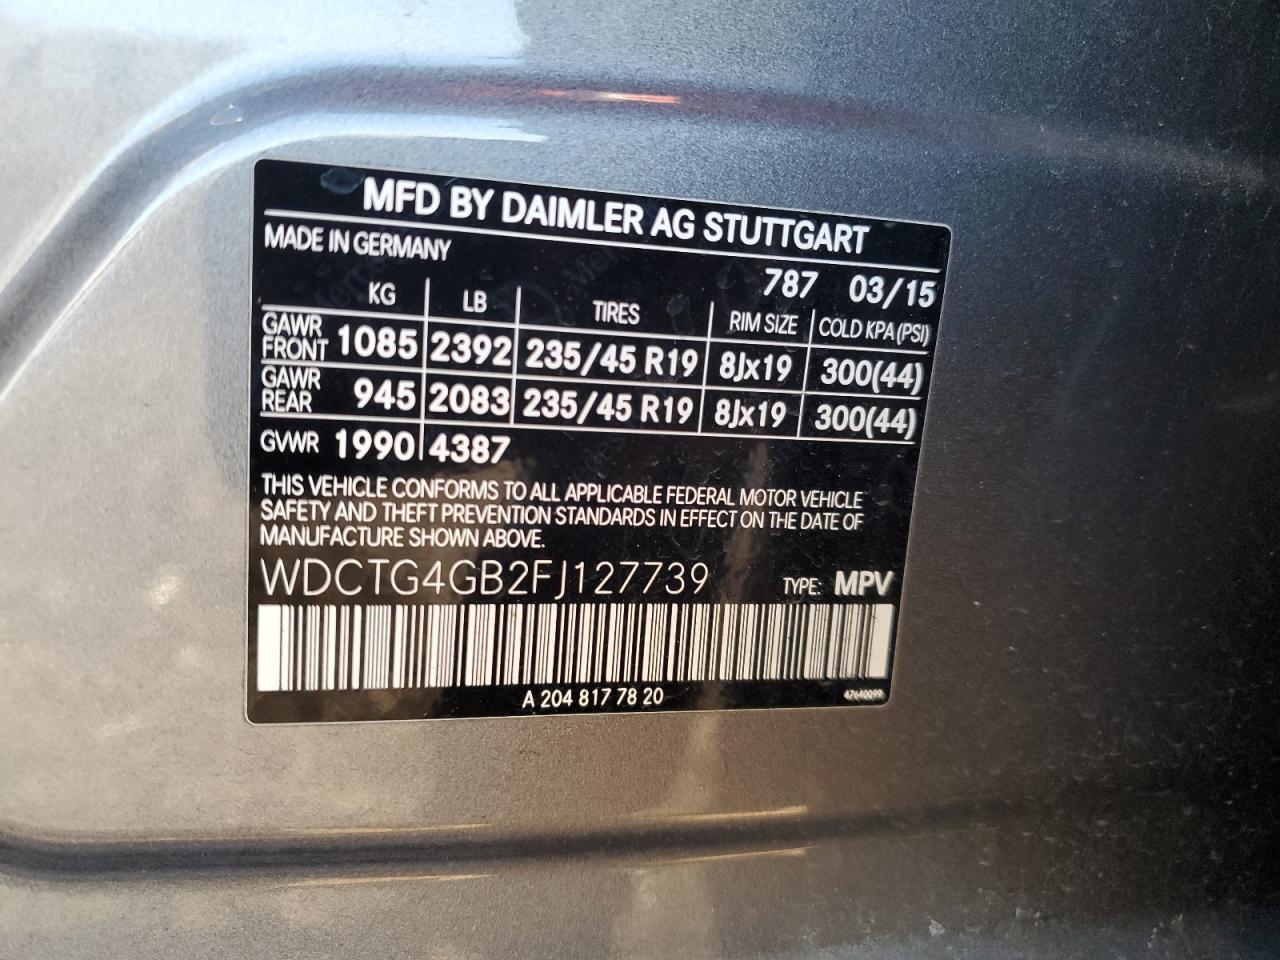 MFD BY DAIMLER AG STUTTGART
MADE IN GERMANY
787 03/15
KG LB TIRES RIM SIZE COLD KPA (PSI)
GAWR FRONT 1085 2392 235/45 R19 8Jx19 300(44)
GAWR REAR 945 2083 235/45 R19 8Jx19 300(44)
GVWR 1990 4387
THIS VEHICLE CONFORMS TO ALL APPLICABLE FEDERAL MOTOR VEHICLE
SAFETY AND THEFT PREVENTION STANDARDS IN EFFECT ON THE DATE OF
MANUFACTURE SHOWN ABOVE.
WDCTG4GB2FJ127739 TYPE: MPV
A 204 817 78 20 47640099